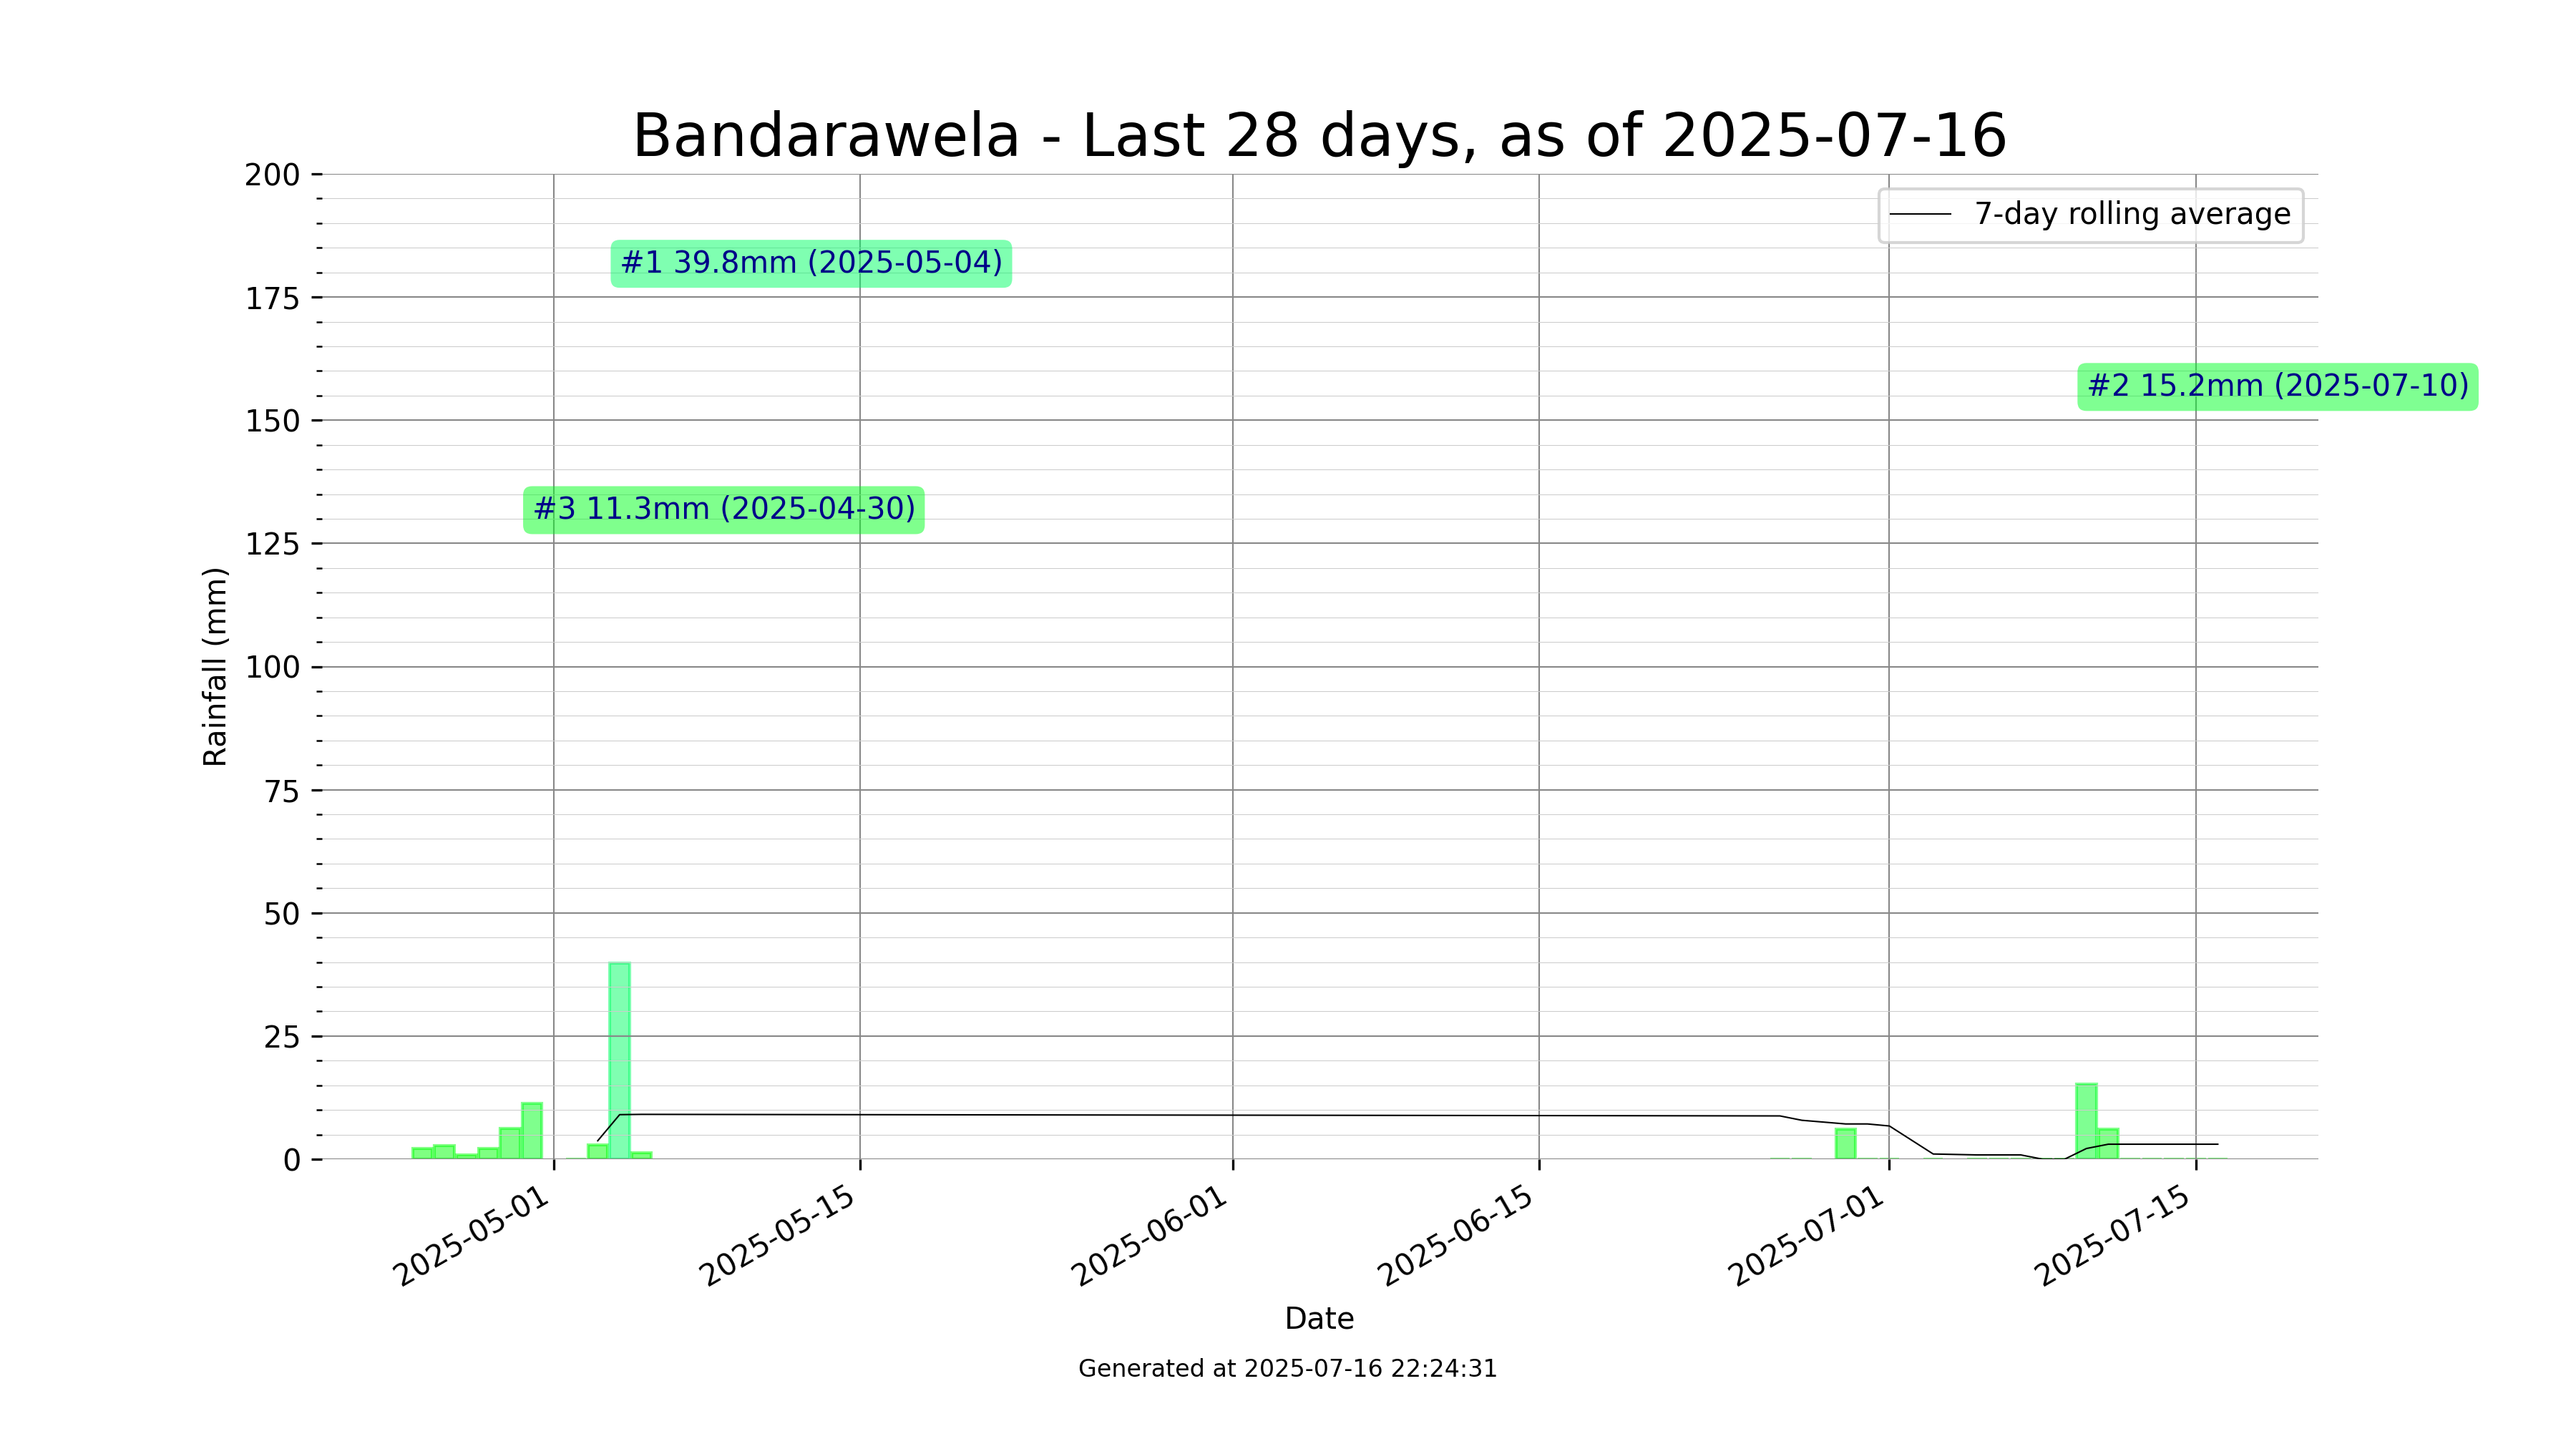 Bandarawela - Last 28 days, as of 2025-07-16
200
175
150
125
100
75
50
25
0
Rainfall (mm)
7-day rolling average
#1 39.8mm (2025-05-04)
#2 15.2mm (2025-07-10)
#3 11.3mm (2025-04-30)
2025-05-01
2025-05-15
2025-06-01
2025-06-15
2025-07-01
2025-07-15
Date
Generated at 2025-07-16 22:24:31